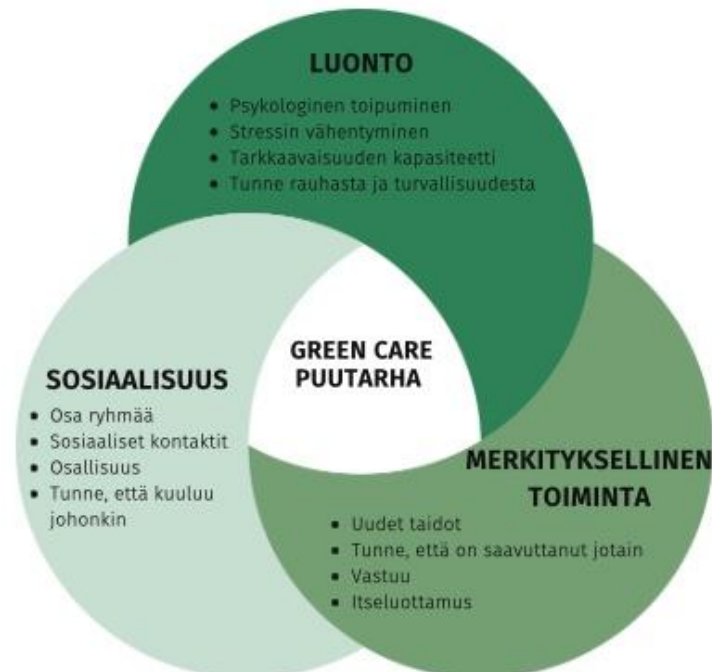 LUONTO
• Psykologinen toipuminen
• Stressin vähentyminen
• Tarkkaavaisuuden kapasiteetti
• Tunne rauhasta ja turvallisuudesta
GREEN CARE
PUUTARHA
SOSIAALISUUS
• Osa ryhmää
• Sosiaaliset kontaktit
• Osallisuus
• Tunne, että kuuluu
johonkin
MERKITYKSELLINEN
TOIMINTA
• Uudet taidot
• Tunne, että on saavuttanut jotain
• Vastuu
• Itseluottamus